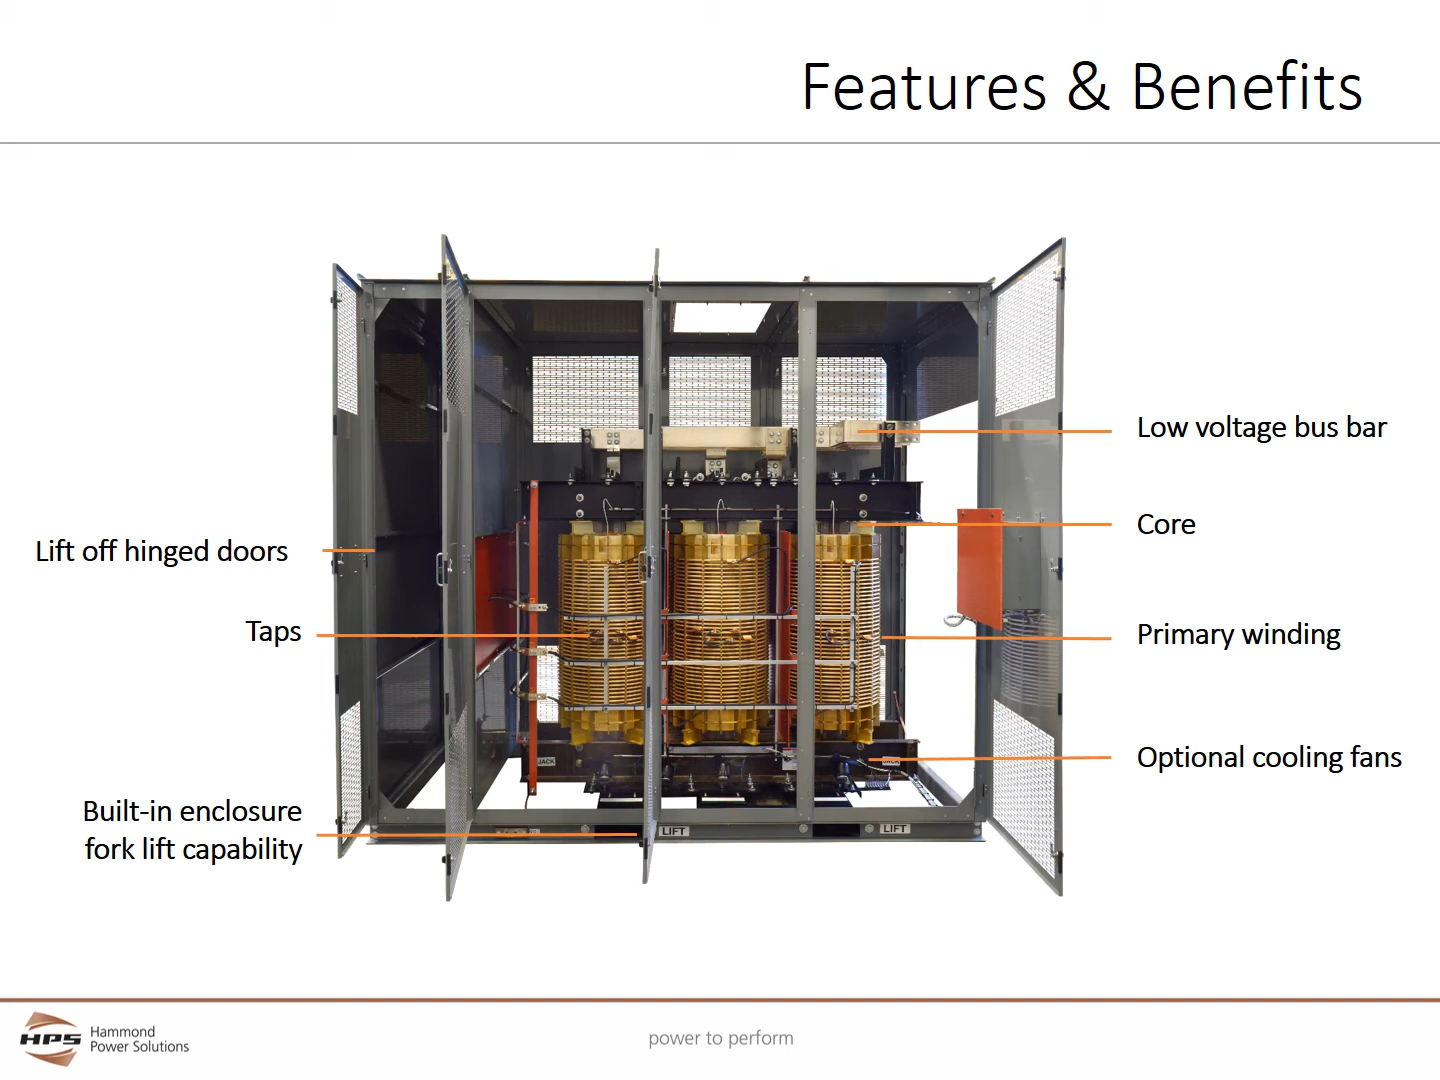 Features & Benefits
Low voltage bus bar
Core
Lift off hinged doors
Taps
Primary winding
Optional cooling fans
Built-in enclosure
fork lift capability
JACK
JACK
LIFT
LIFT
HPS
Hammond
Power Solutions
power to perform